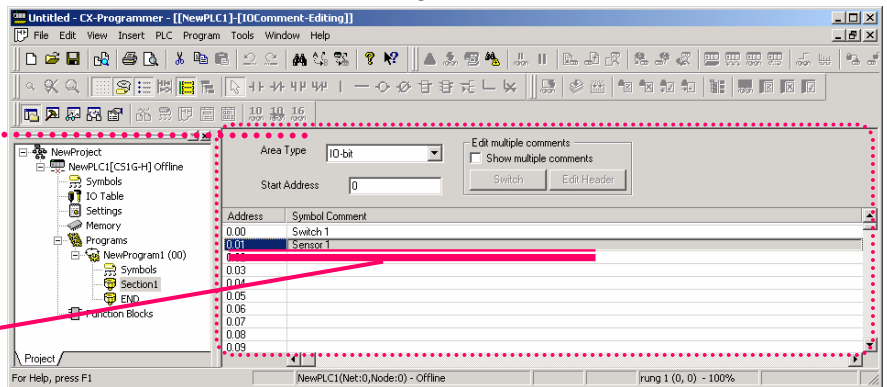 Untitled - CX-Programmer - [[NewPLC1]-[IOComment-Editing]]
File Edit View Insert PLC Program Tools Window Help
10 10 16
NewProject
NewPLC1[CS1G-H] Offline
Symbols
IO Table
Settings
Memory
Programs
NewProgram1 (00)
Symbols
Section1
END
Function Blocks
Project
Area Type IO-bit
Start Address 0
Edit multiple comments
Show multiple comments
Switch Edit Header
Address Symbol Comment
0.00 Switch 1
0.01 Sensor 1
0.03
0.04
0.05
0.06
0.07
0.08
0.09
For Help, press F1 NewPLC1(Net:0,Node:0) - Offline rung 1 (0, 0) - 100%